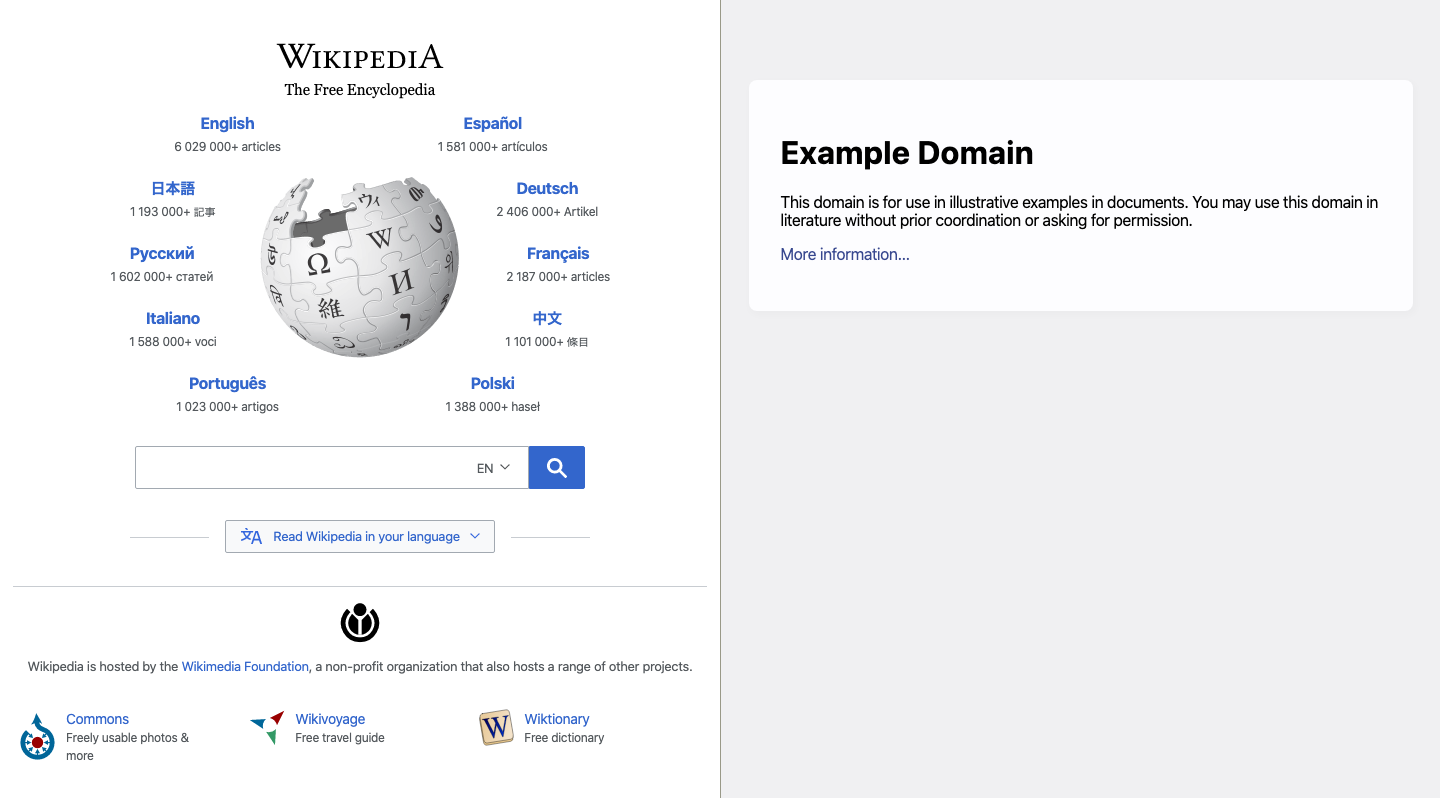 WIKIPEDIA
The Free Encyclopedia
English
6 029 000+ articles
Español
1 581 000+ artículos
日本語
1 193 000+ 記事
Deutsch
2 406 000+ Artikel
Русский
1 602 000+ статей
Français
2 187 000+ articles
Italiano
1 588 000+ voci
中文
1 101 000+ 條目
Português
1 023 000+ artigos
Polski
1 388 000+ haseł
Ω
W
И
維
ウィ
EN
文A Read Wikipedia in your language
Wikipedia is hosted by the Wikimedia Foundation, a non-profit organization that also hosts a range of other projects.
Commons
Freely usable photos &
more
Wikivoyage
Free travel guide
W
Wiktionary
Free dictionary
Example Domain
This domain is for use in illustrative examples in documents. You may use this domain in
literature without prior coordination or asking for permission.
More information...